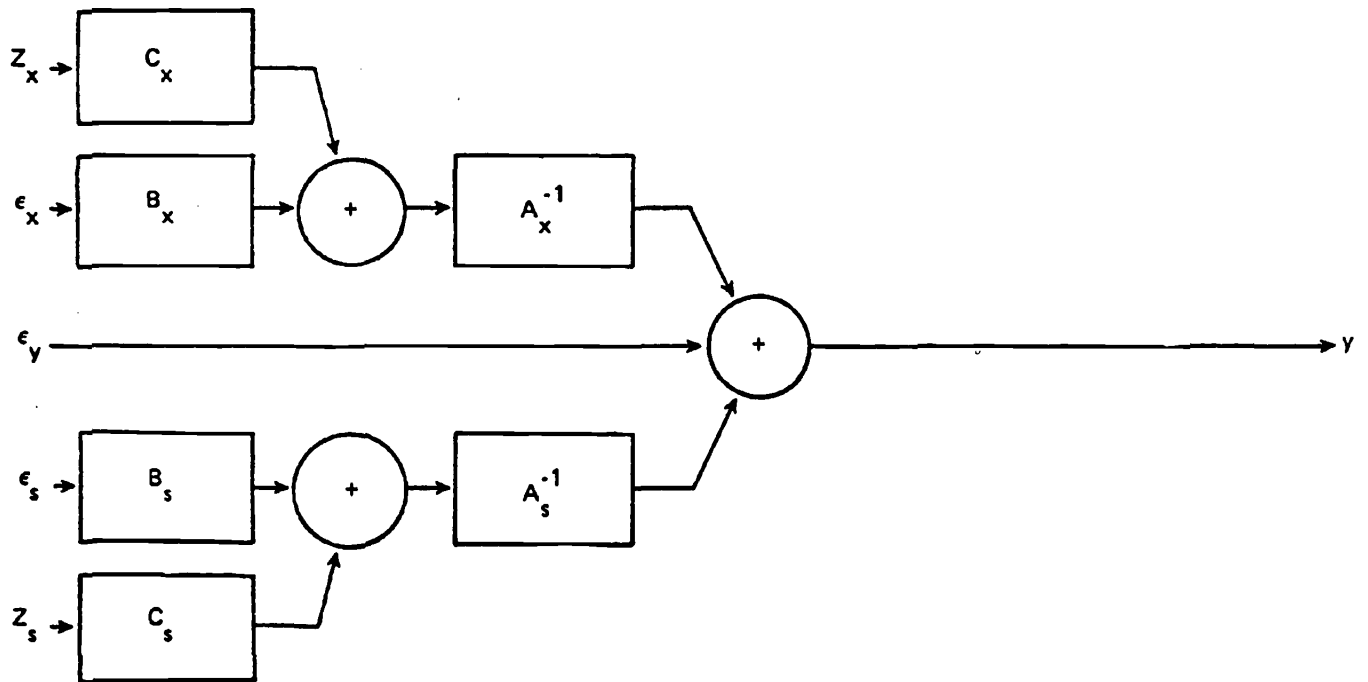 Z_x C_x
ϵ_x B_x + A_x^-1
ϵ_y + y
ϵ_s B_s + A_s^-1
Z_s C_s